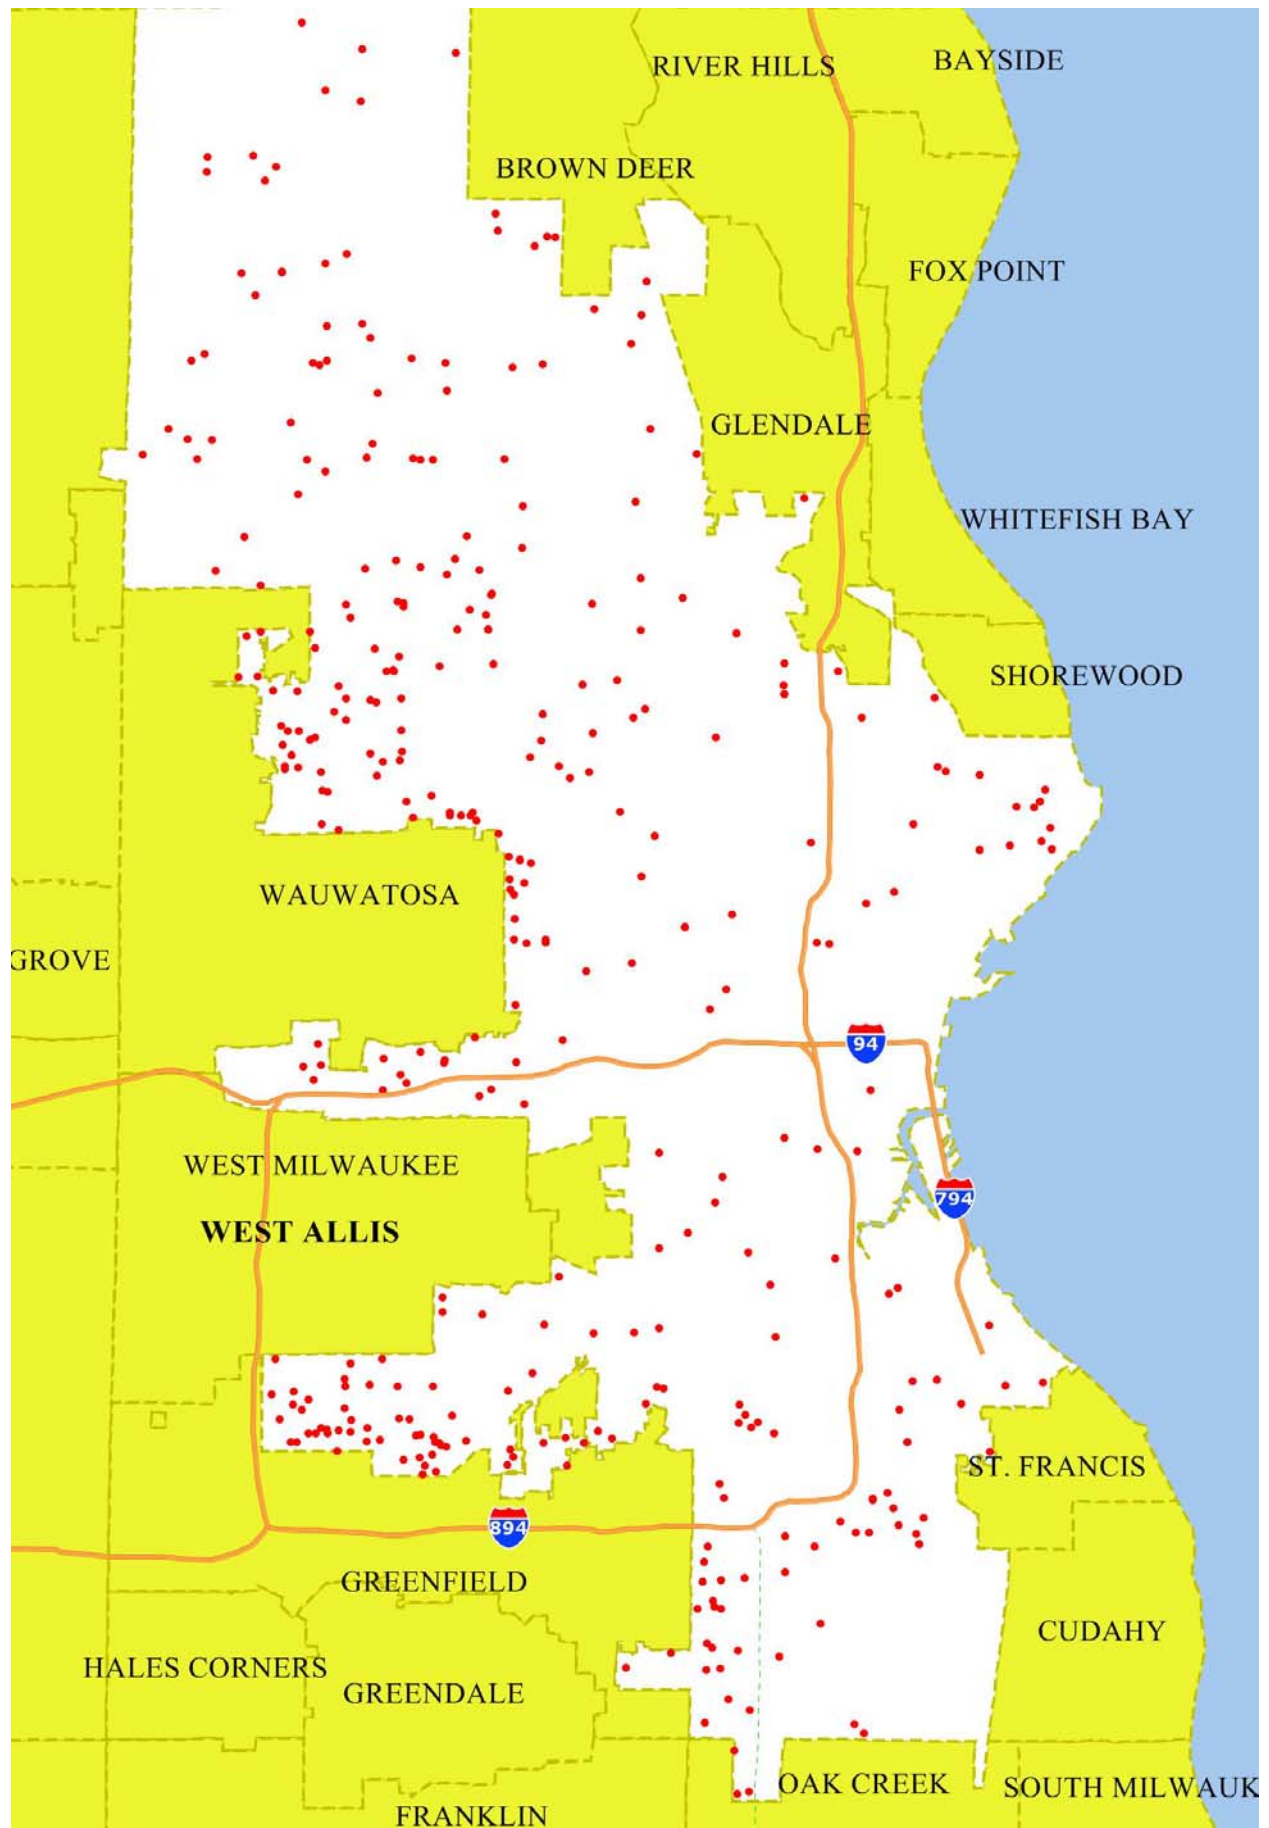 BAYSIDE
RIVER HILLS
BROWN DEER
FOX POINT
GLENDALE
WHITEFISH BAY
SHOREWOOD
WAUWATOSA
GROVE
94
WEST MILWAUKEE
794
WEST ALLIS
ST. FRANCIS
894
GREENFIELD
CUDAHY
HALES CORNERS
GREENDALE
OAK CREEK
SOUTH MILWAUK
FRANKLIN